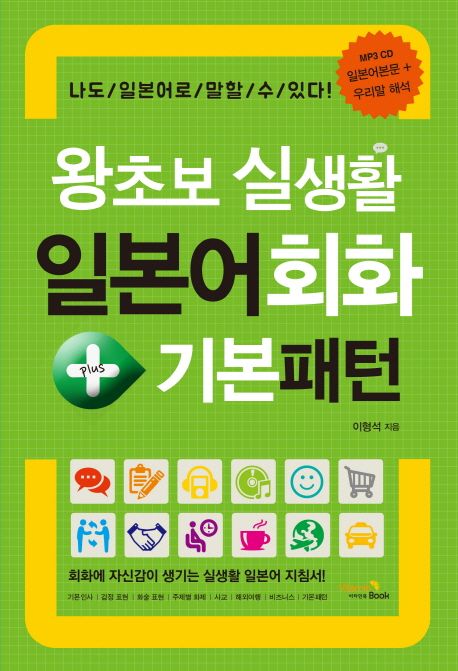 나도/일본어로/말할/수/있다!
MP3 CD
일본어본문 +
우리말 해석
왕초보 실생활
일본어회화
plus
기본패턴
이형석 지음
회화에 자신감이 생기는 실생활 일본어 지침서!
기본인사 | 감정 표현 | 화술 표현 | 주제별 화제 | 사교 | 해외여행 | 비즈니스 | 기본패턴
Book